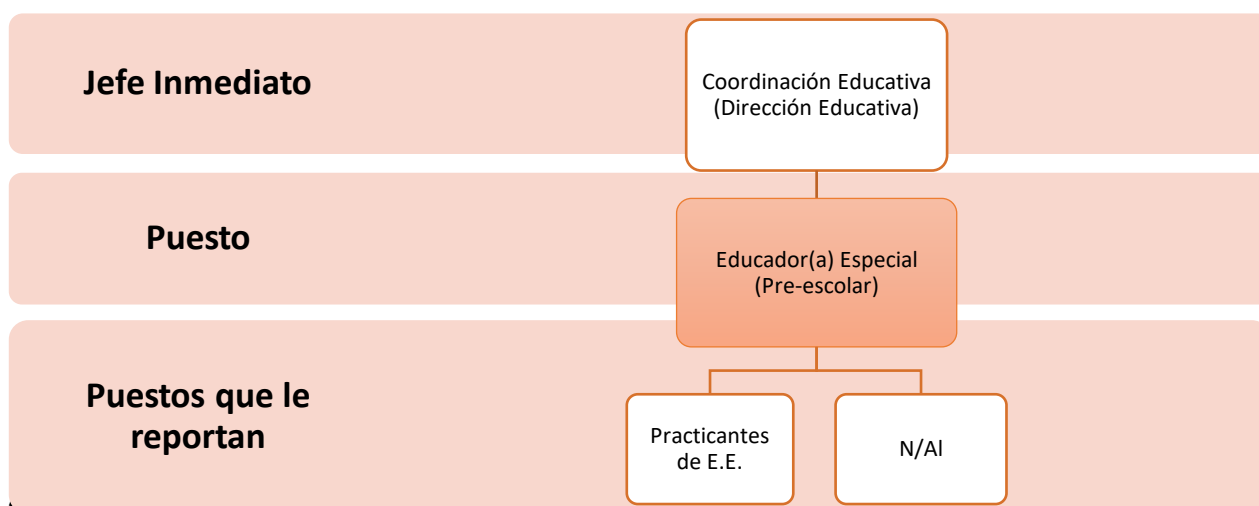 Jefe Inmediato
Coordinación Educativa
(Dirección Educativa)
Puesto
Educador(a) Especial
(Pre-escolar)
Puestos que le
reportan
Practicantes
de E.E.
N/Al